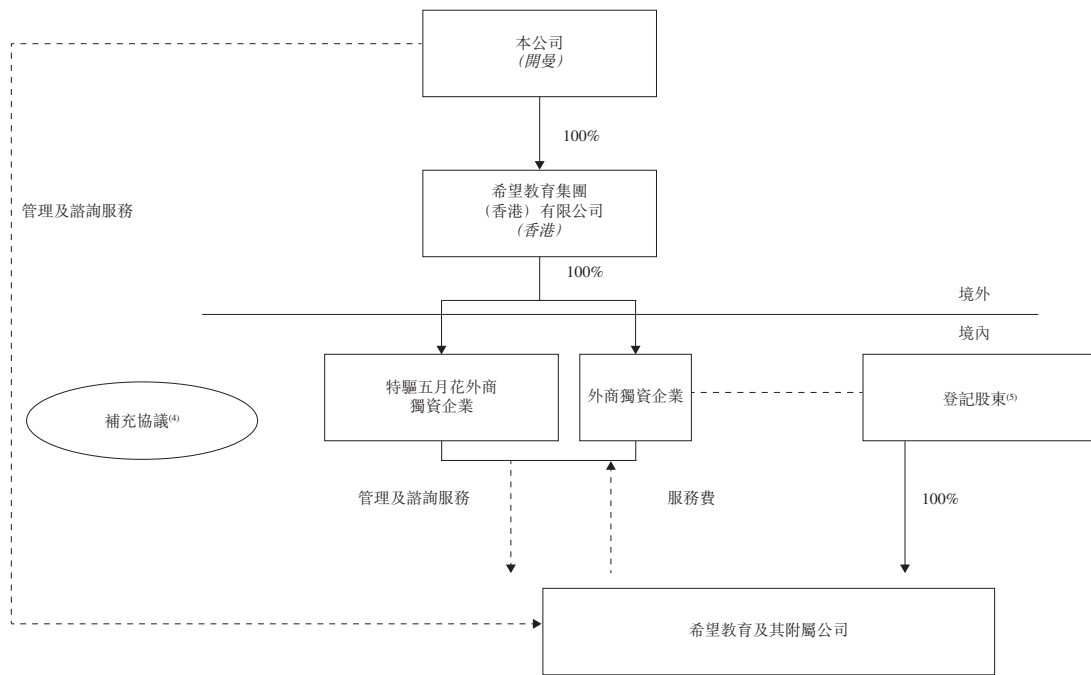 本公司
（開曼）
100%
希望教育集團
（香港）有限公司
（香港）
管理及諮詢服務
100%
境外
境內
特驅五月花外商
獨資企業
外商獨資企業
登記股東(5)
補充協議(4)
管理及諮詢服務
服務費
100%
希望教育及其附屬公司